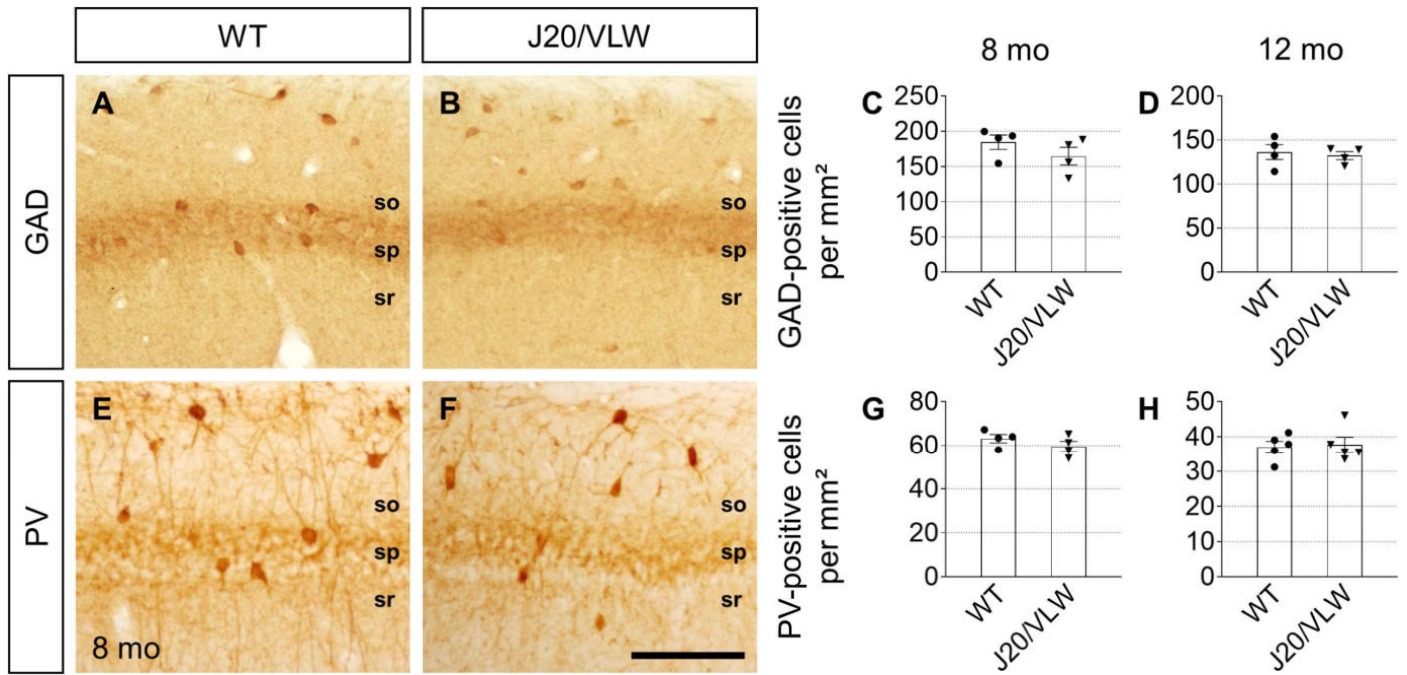 WT
J20/VLW
GAD
A
so
sp
sr
B
so
sp
sr
PV
E
so
sp
sr
8 mo
F
so
sp
sr
8 mo
12 mo
GAD-positive cells
per mm²
C
250
200
150
100
50
0
WT
J20/VLW
D
200
150
100
50
0
WT
J20/VLW
PV-positive cells
per mm²
G
80
60
40
20
0
WT
J20/VLW
H
50
40
30
20
10
0
WT
J20/VLW